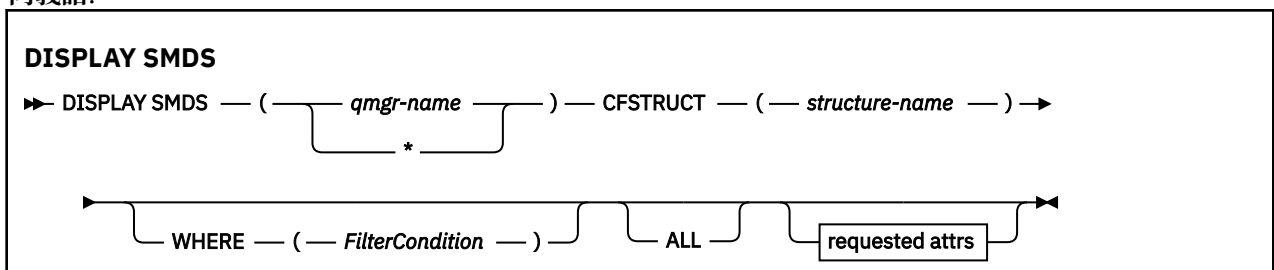 DISPLAY SMDS
DISPLAY SMDS ( qmgr-name ) CFSTRUCT ( structure-name )
*
WHERE ( FilterCondition ) ALL requested attrs